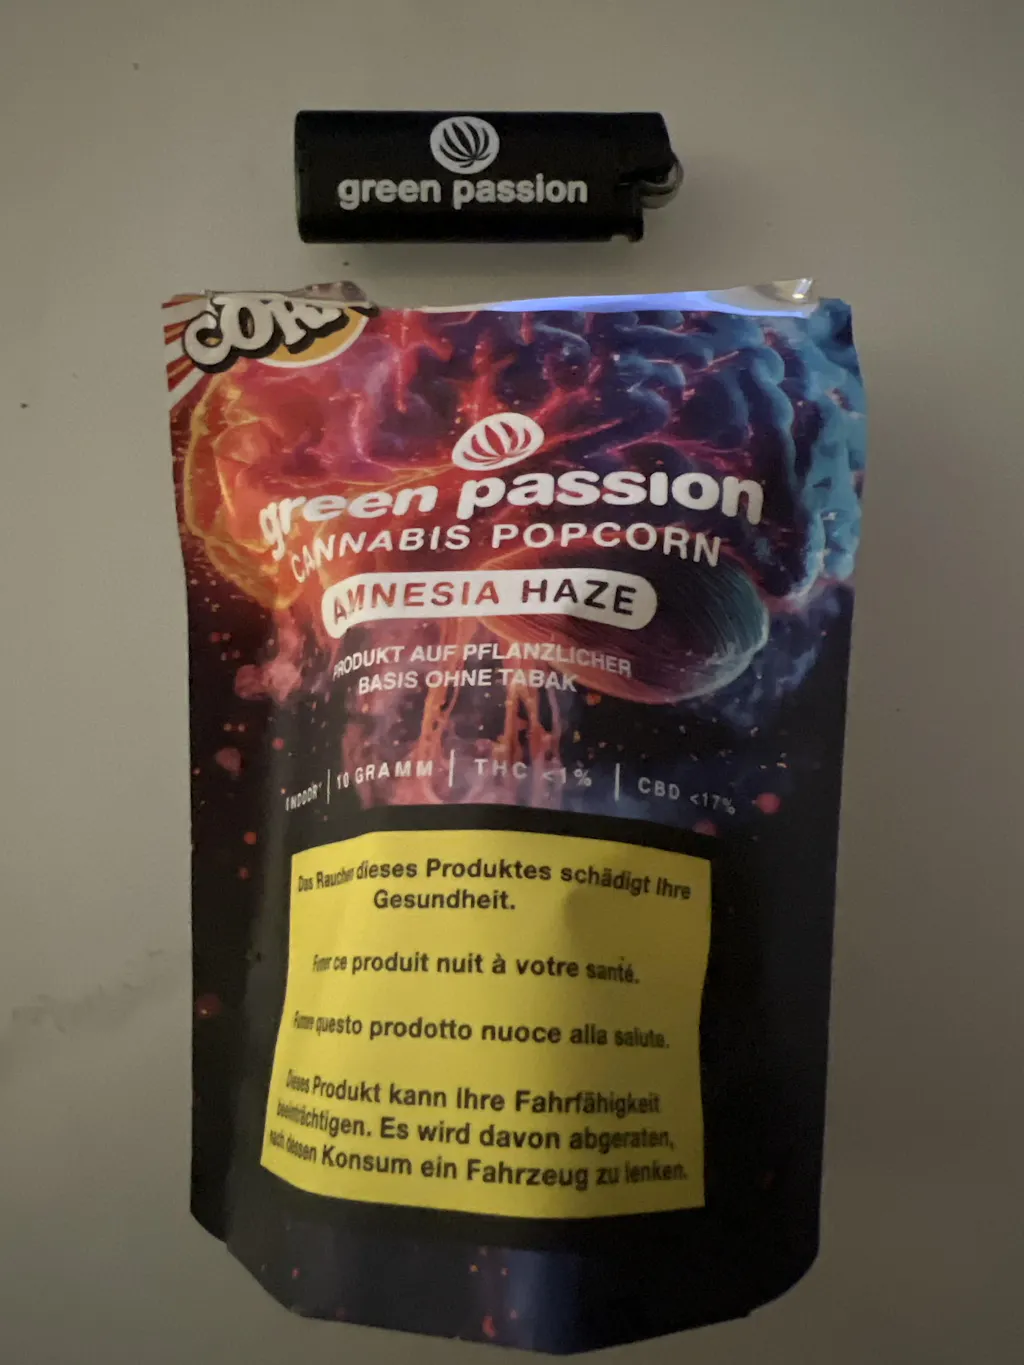 green passion
CORN
green passion
CANNABIS POPCORN
AMNESIA HAZE
PRODUKT AUF PFLANZLICHER
BASIS OHNE TABAK
INDOOR | 10 GRAMM | THC <1% | CBD <17%
Das Rauchen dieses Produktes schädigt Ihre
Gesundheit.
Fumer ce produit nuit à votre santé.
Fumare questo prodotto nuoce alla salute.
Dieses Produkt kann Ihre Fahrfähigkeit
beeinträchtigen. Es wird davon abgeraten,
nach dessen Konsum ein Fahrzeug zu lenken.